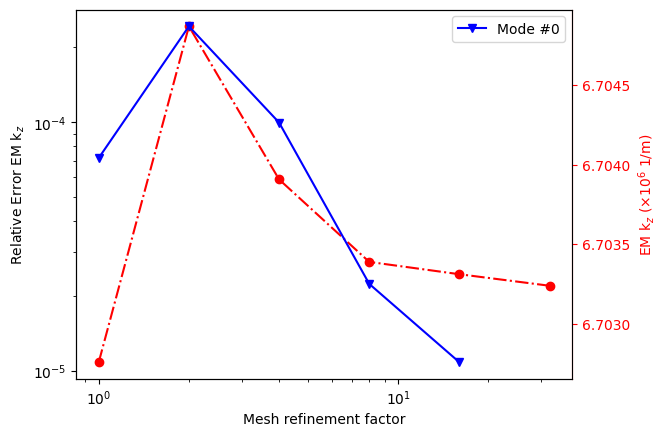 Mode #0
10⁻⁴
10⁻⁵
Relative Error EM k_z
10⁰
10¹
Mesh refinement factor
6.7045
6.7040
6.7035
6.7030
EM k_z (×10⁶ 1/m)